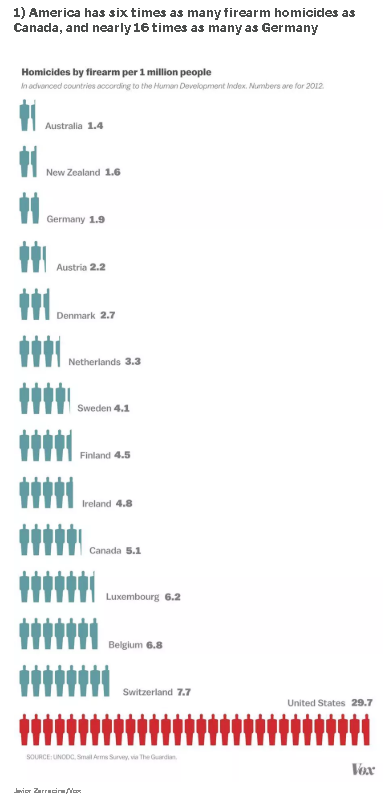 1) America has six times as many firearm homicides as
Canada, and nearly 16 times as many as Germany
Homicides by firearm per 1 million people
In advanced countries according to the Human Development Index. Numbers are for 2012.
Australia 1.4
New Zealand 1.6
Germany 1.9
Austria 2.2
Denmark 2.7
Netherlands 3.3
Sweden 4.1
Finland 4.5
Ireland 4.8
Canada 5.1
Luxembourg 6.2
Belgium 6.8
Switzerland 7.7
United States 29.7
SOURCE: UNODC, Small Arms Survey, via The Guardian.
Vox
Javier Zarracina/Vox